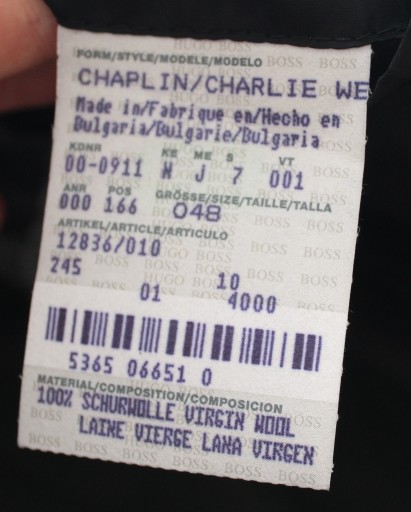 FORM/STYLE/MODELE/MODELO
CHAPLIN/CHARLIE WE
Made in/Fabrique en/Hecho en
Bulgaria/Bulgarie/Bulgaria
KDNR KE ME S VT
00-0911 N J 7 001
ANR POS GRÖSSE/SIZE/TAILLE/TALLA
000 166 048
ARTIKEL/ARTICLE/ARTICULO
12836/010
245 10
01 4000
5365 06651 0
MATERIAL/COMPOSITION/COMPOSICION
100% SCHURWOLLE VIRGIN WOOL
LAINE VIERGE LANA VIRGEN